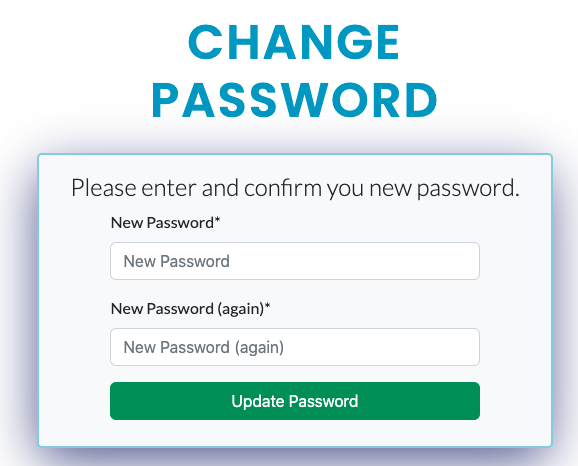 CHANGE
PASSWORD
Please enter and confirm you new password.
New Password*
New Password
New Password (again)*
New Password (again)
Update Password